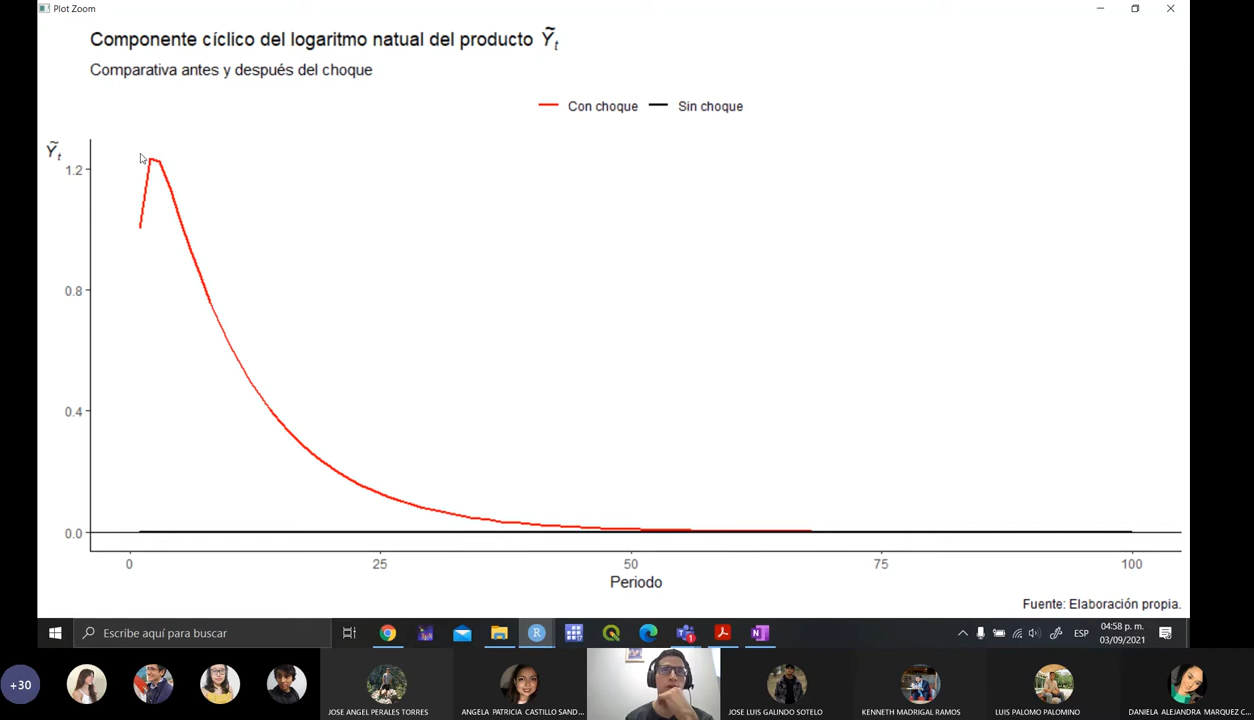 Plot Zoom
Componente cíclico del logaritmo natual del producto Ỹt
Comparativa antes y después del choque
Con choque Sin choque
Ỹt
1.2
0.8
0.4
0.0
0 25 50 75 100
Periodo
Fuente: Elaboración propia.
Escribe aquí para buscar
1
ESP
04:58 p. m.
03/09/2021
+30
JOSE ANGEL PERALES TORRES
ANGELA PATRICIA CASTILLO SAND...
JOSE LUIS GALINDO SOTELO
KENNETH MADRIGAL RAMOS
LUIS PALOMO PALOMINO
DANIELA ALEJANDRA MARQUEZ C...